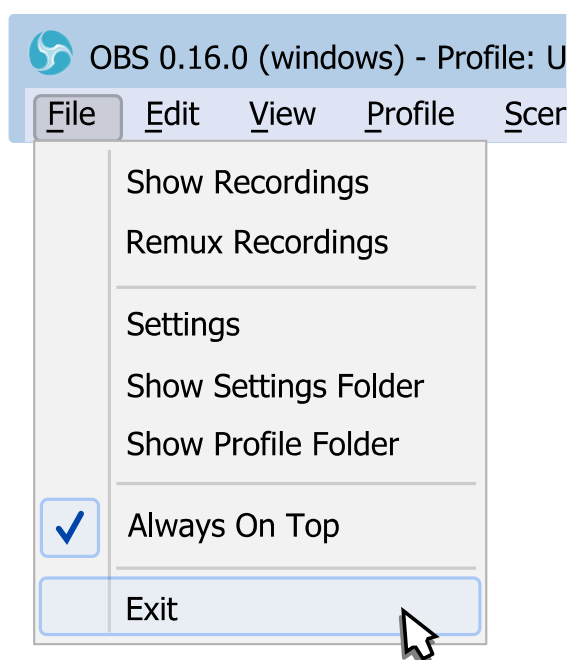 OBS 0.16.0 (windows) - Profile: U
File Edit View Profile Scen
Show Recordings
Remux Recordings
Settings
Show Settings Folder
Show Profile Folder
Always On Top
Exit